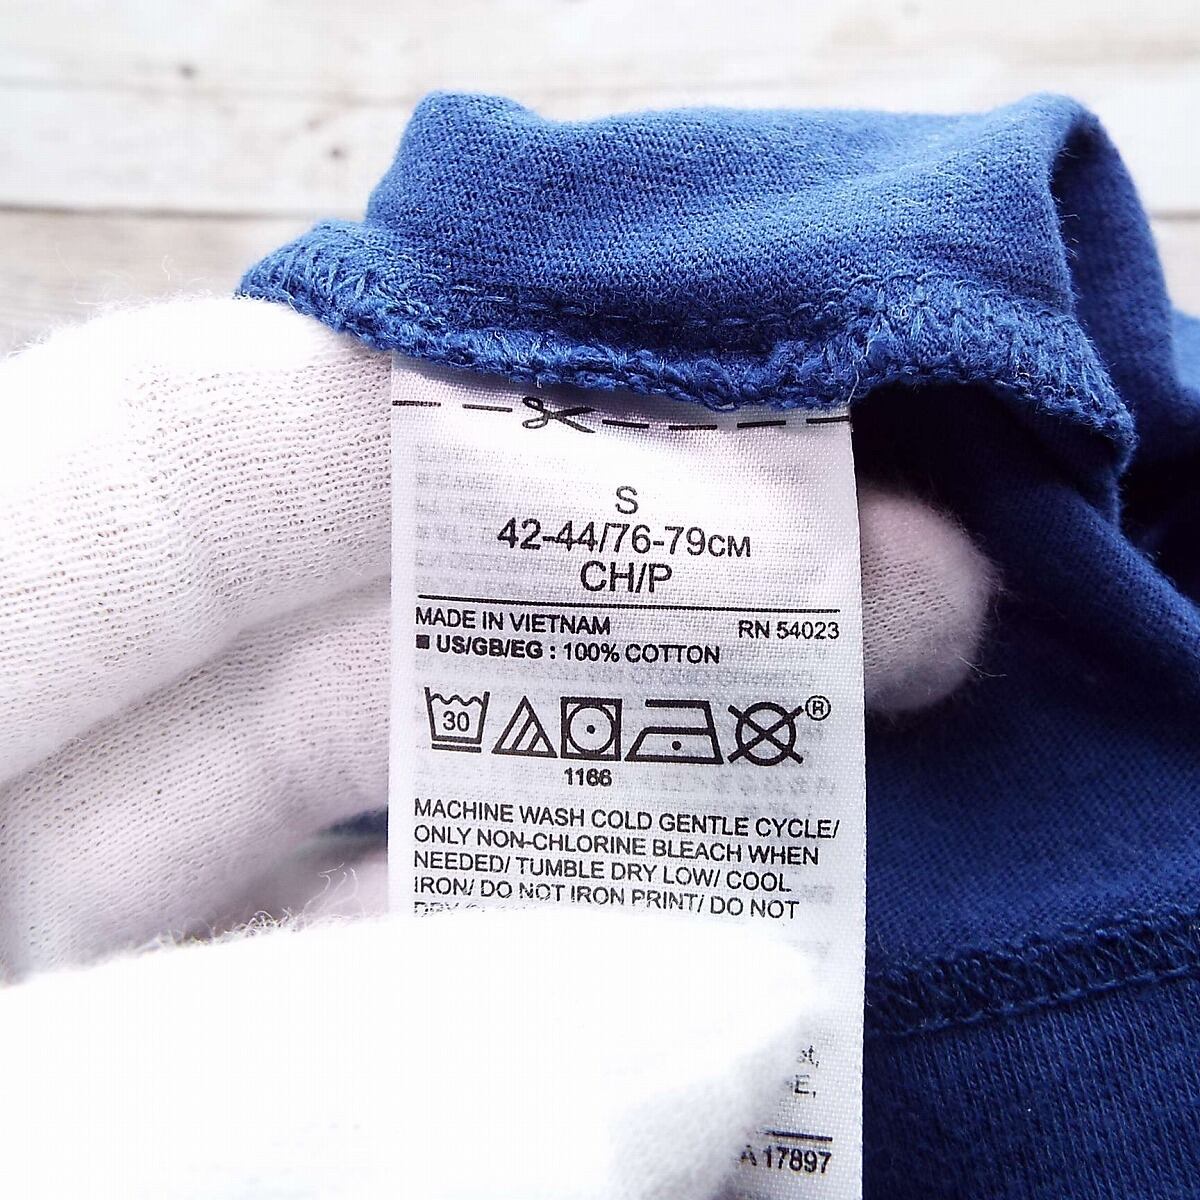 S
42-44/76-79CM
CH/P
MADE IN VIETNAM RN 54023
US/GB/EG : 100% COTTON
30
®
1166
MACHINE WASH COLD GENTLE CYCLE/
ONLY NON-CHLORINE BLEACH WHEN
NEEDED/ TUMBLE DRY LOW/ COOL
IRON/ DO NOT IRON PRINT/ DO NOT
DRY
17897